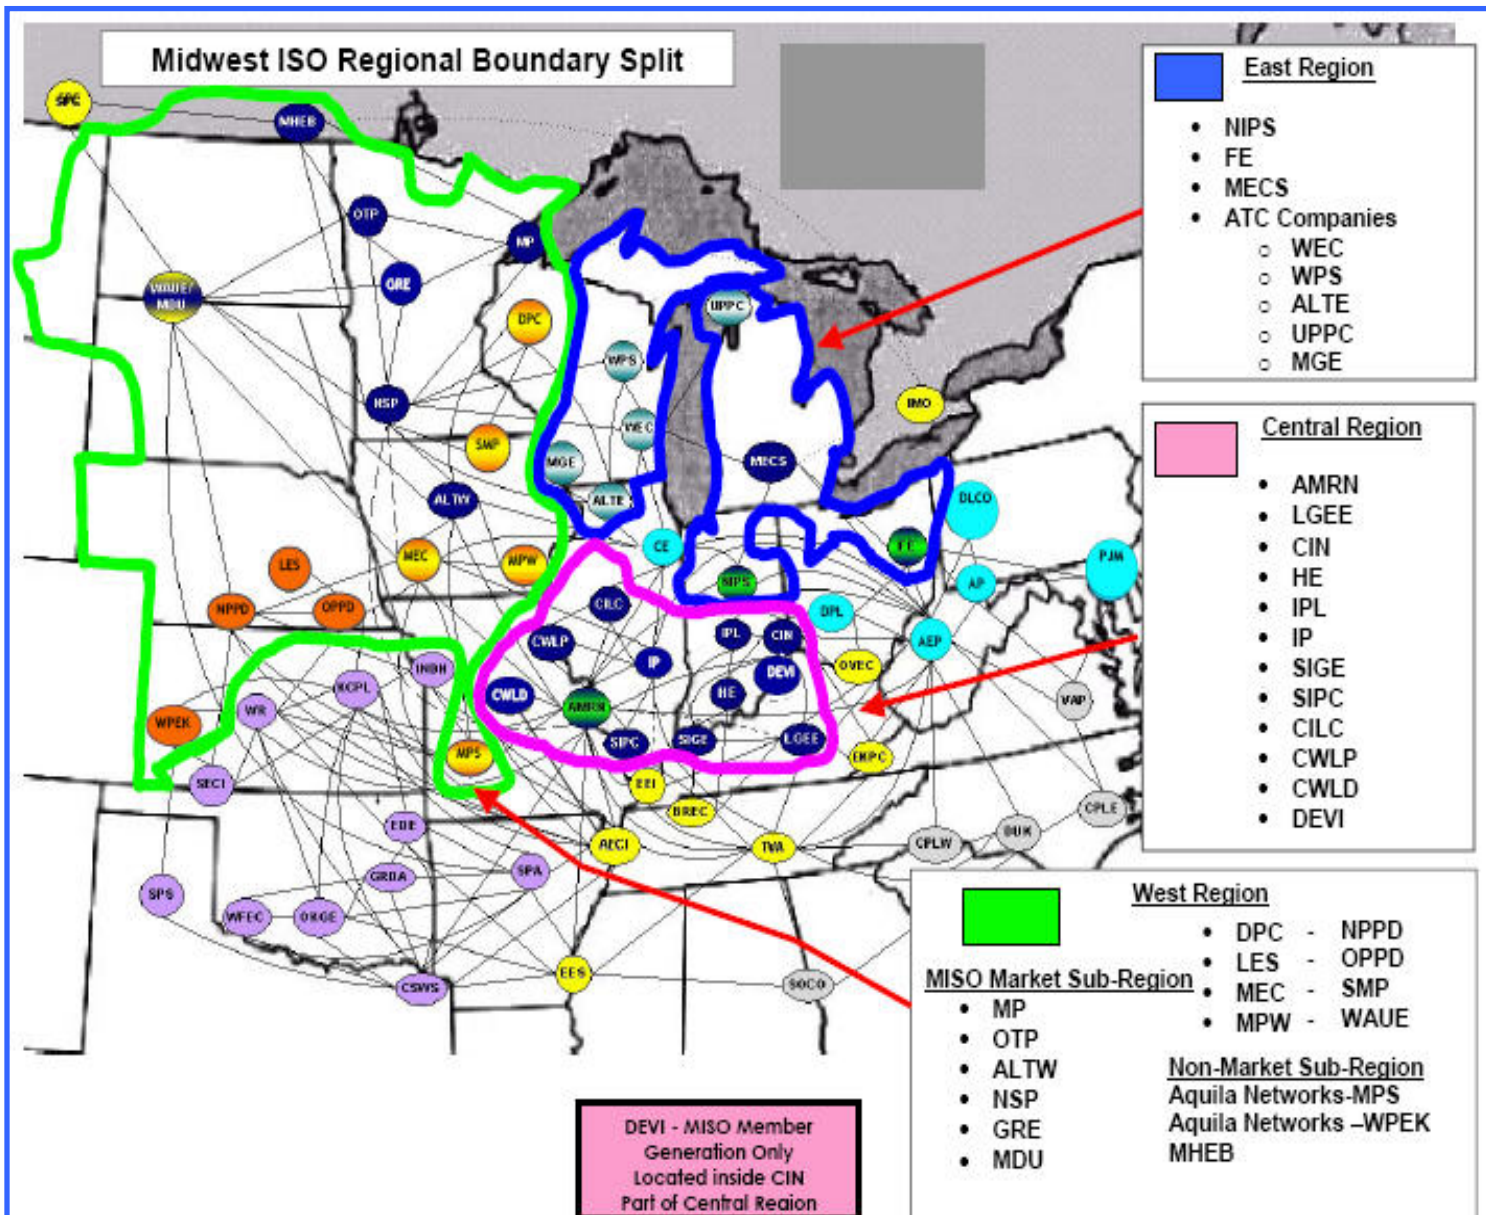 Midwest ISO Regional Boundary Split
East Region
• NIPS
• FE
• MECS
• ATC Companies
o WEC
o WPS
o ALTE
o UPPC
o MGE
Central Region
• AMRN
• LGEE
• CIN
• HE
• IPL
• IP
• SIGE
• SIPC
• CILC
• CWLP
• CWLD
• DEVI
West Region
• DPC - NPPD
• LES - OPPD
• MEC - SMP
• MPW - WAUE
MISO Market Sub-Region
• MP
• OTP
• ALTW
• NSP
• GRE
• MDU
Non-Market Sub-Region
Aquila Networks-MPS
Aquila Networks –WPEK
MHEB
DEVI - MISO Member
Generation Only
Located inside CIN
Part of Central Region
SPC
MHEB
OTP
MP
WAUE/
MDU
GRE
UPPC
DPC
WPS
NSP
IMO
WEC
SMP
MGE
MECS
ALTW
ALTE
DLCO
CE
FE
MEC
MPW
PJM
LES
NIPS
AP
NPPD
OPPD
CILC
DPL
CWLP
IPL
CIN
AEP
IP
OVEC
INDN
DEVI
KCPL
CWLD
HE
VAP
WR
AMRN
WPEK
SIPC
SIGE
LGEE
MPS
EKPC
SECI
EEI
BREC
CPLE
EDE
DUK
AECI
TVA
CPLW
GRDA
SPA
SPS
WFEC
OKGE
EES
CSWS
SOCO